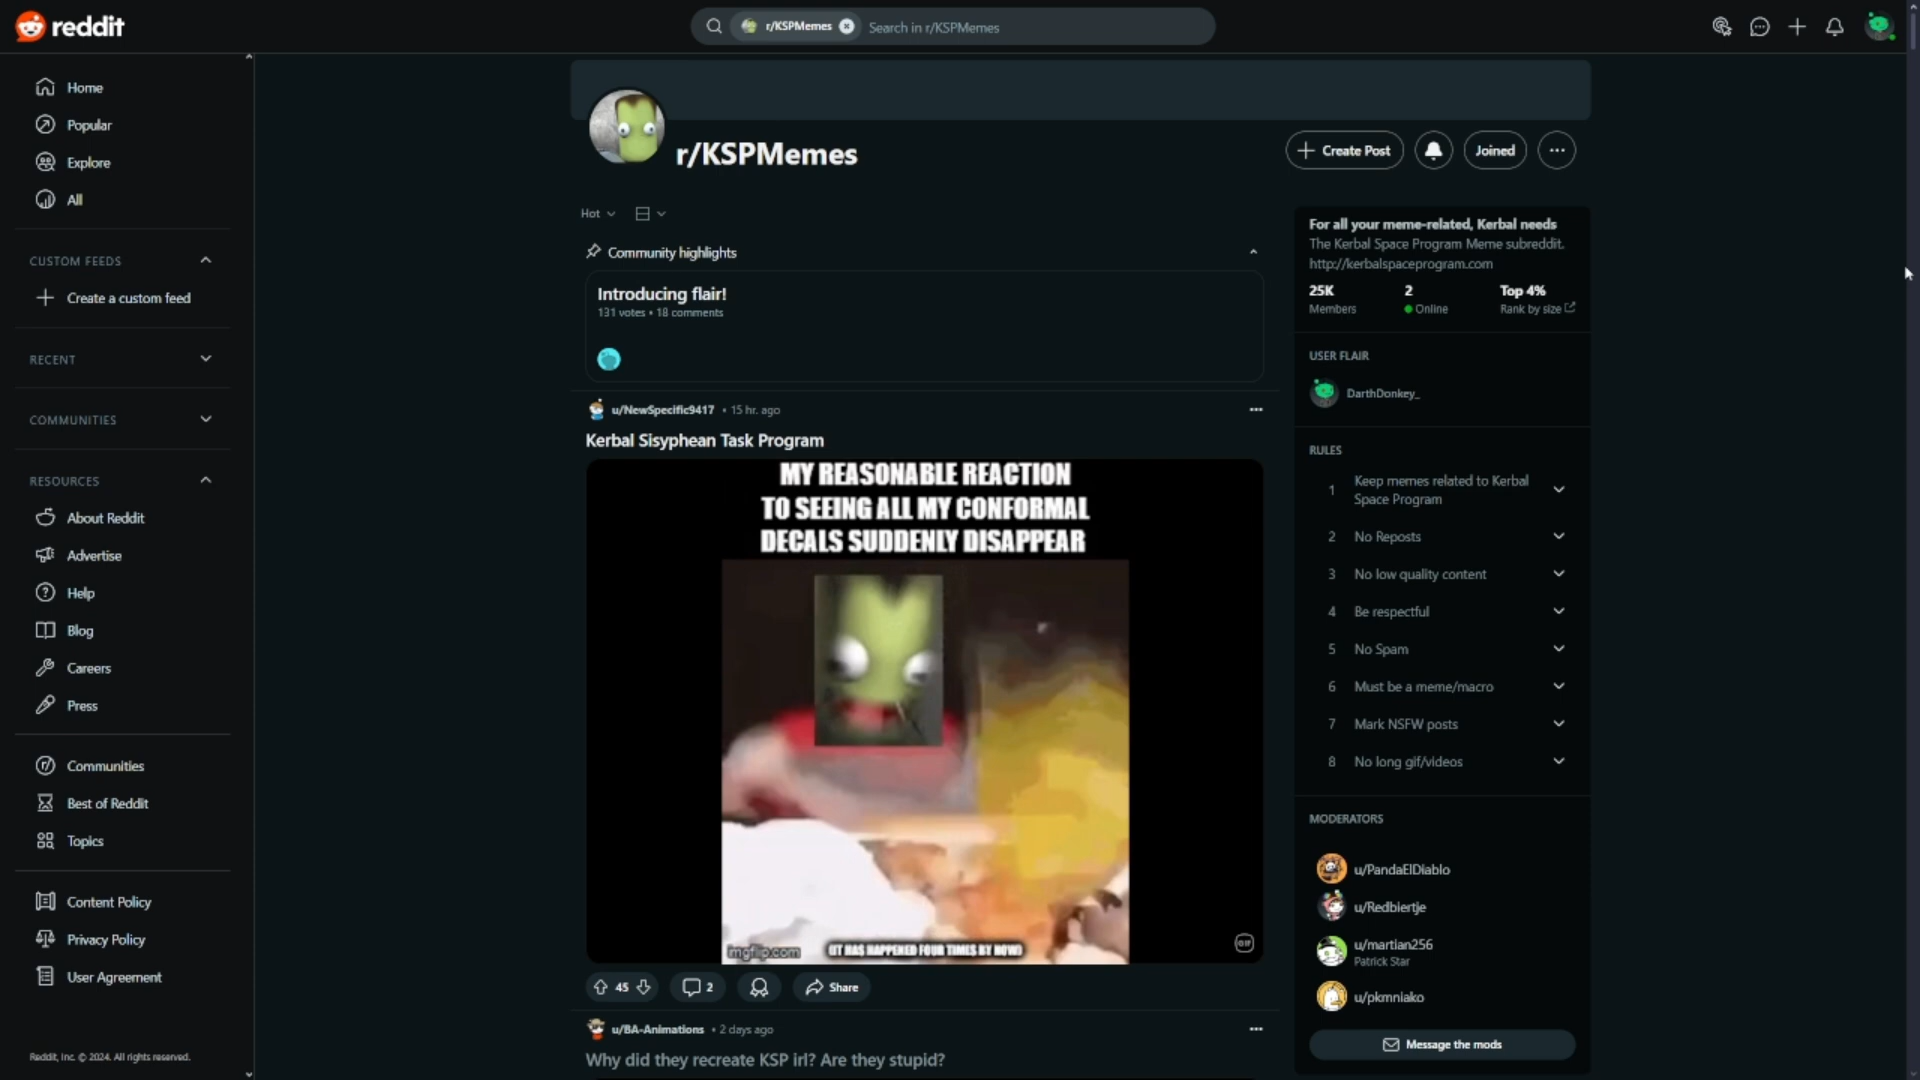 reddit
r/KSPMemes
Search in r/KSPMemes
Home
Popular
Explore
All
CUSTOM FEEDS
Create a custom feed
RECENT
COMMUNITIES
RESOURCES
About Reddit
Advertise
Help
Blog
Careers
Press
Communities
Best of Reddit
Topics
Content Policy
Privacy Policy
User Agreement
Reddit, Inc. © 2024. All rights reserved.
r/KSPMemes
Create Post
Joined
Hot
Community highlights
Introducing flair!
131 votes • 18 comments
u/NewSpecific9417 • 15 hr. ago
Kerbal Sisyphean Task Program
MY REASONABLE REACTION
TO SEEING ALL MY CONFORMAL
DECALS SUDDENLY DISAPPEAR
imgflip.com
(IT HAS HAPPENED FOUR TIMES BY NOW)
GIF
45
2
Share
u/BA-Animations • 2 days ago
Why did they recreate KSP irl? Are they stupid?
For all your meme-related, Kerbal needs
The Kerbal Space Program Meme subreddit.
http://kerbalspaceprogram.com
25K 2 Top 4%
Members Online Rank by size
USER FLAIR
DarthDonkey_
RULES
1 Keep memes related to Kerbal
Space Program
2 No Reposts
3 No low quality content
4 Be respectful
5 No Spam
6 Must be a meme/macro
7 Mark NSFW posts
8 No long gif/videos
MODERATORS
u/PandaElDiablo
u/Redbiertje
u/martian256
Patrick Star
u/pkmniako
Message the mods